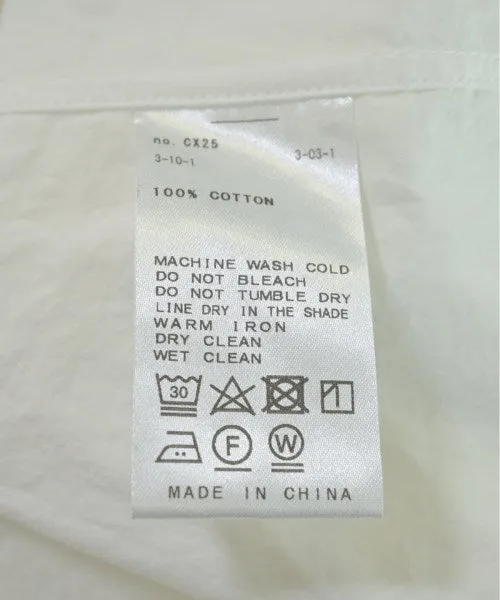 no. CX25
3-10-1 3-03-1
100% COTTON
MACHINE WASH COLD
DO NOT BLEACH
DO NOT TUMBLE DRY
LINE DRY IN THE SHADE
WARM IRON
DRY CLEAN
WET CLEAN
30
F W
MADE IN CHINA